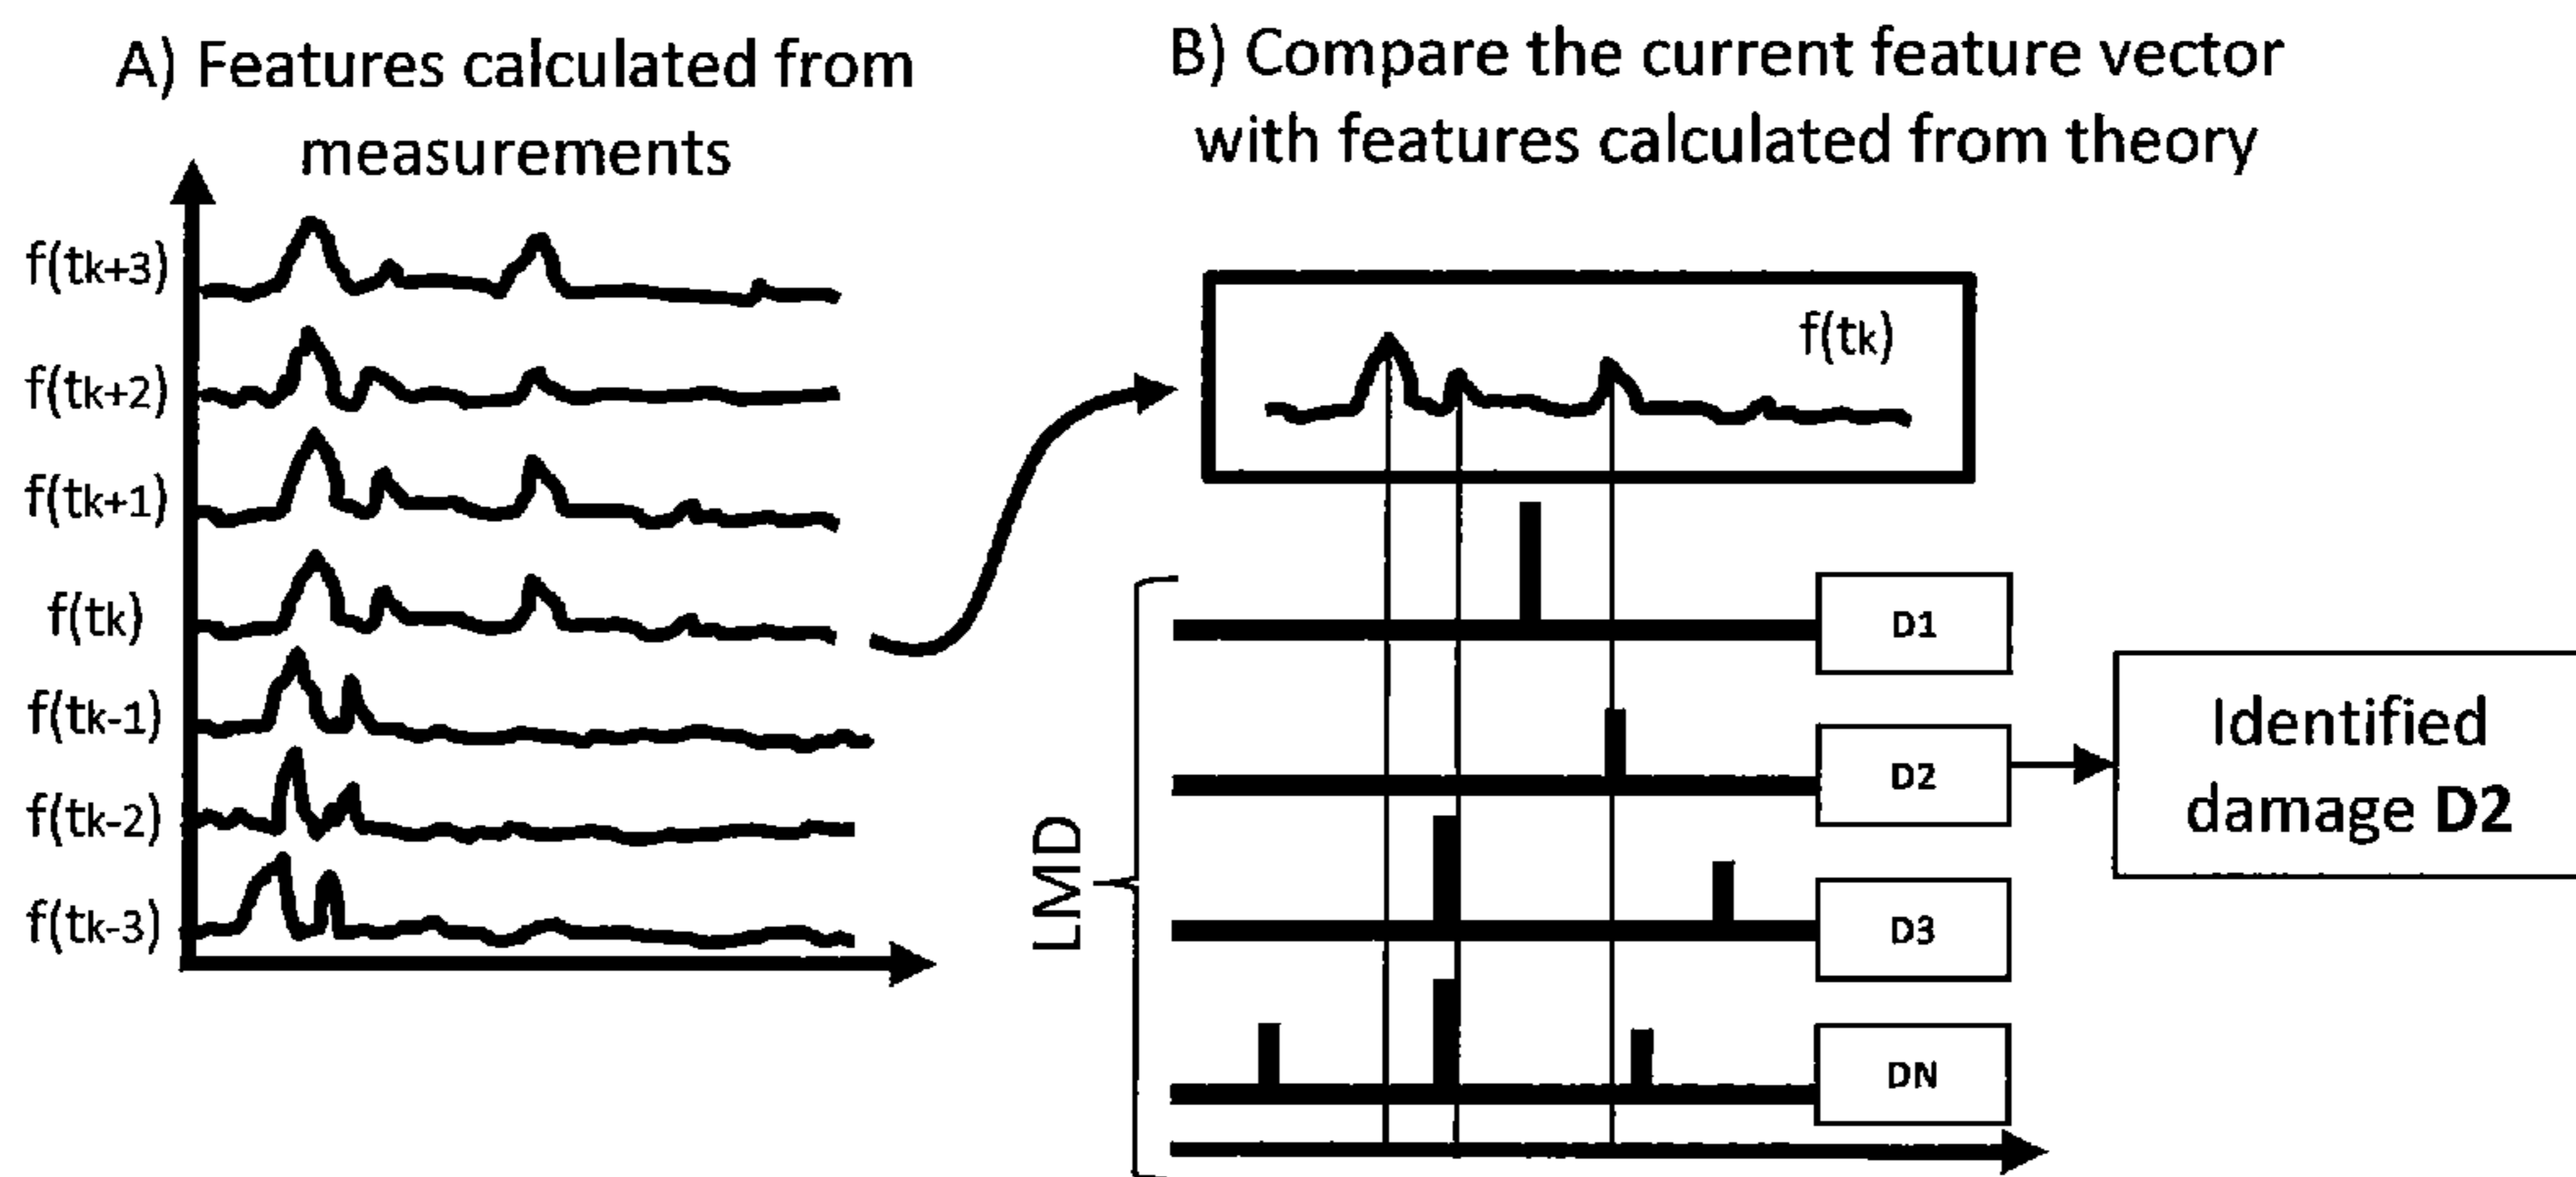 A) Features calculated from
measurements
f(tk+3)
f(tk+2)
f(tk+1)
f(tk)
f(tk-1)
f(tk-2)
f(tk-3)
B) Compare the current feature vector
with features calculated from theory
f(tk)
LMD
D1
D2
D3
DN
Identified
damage D2